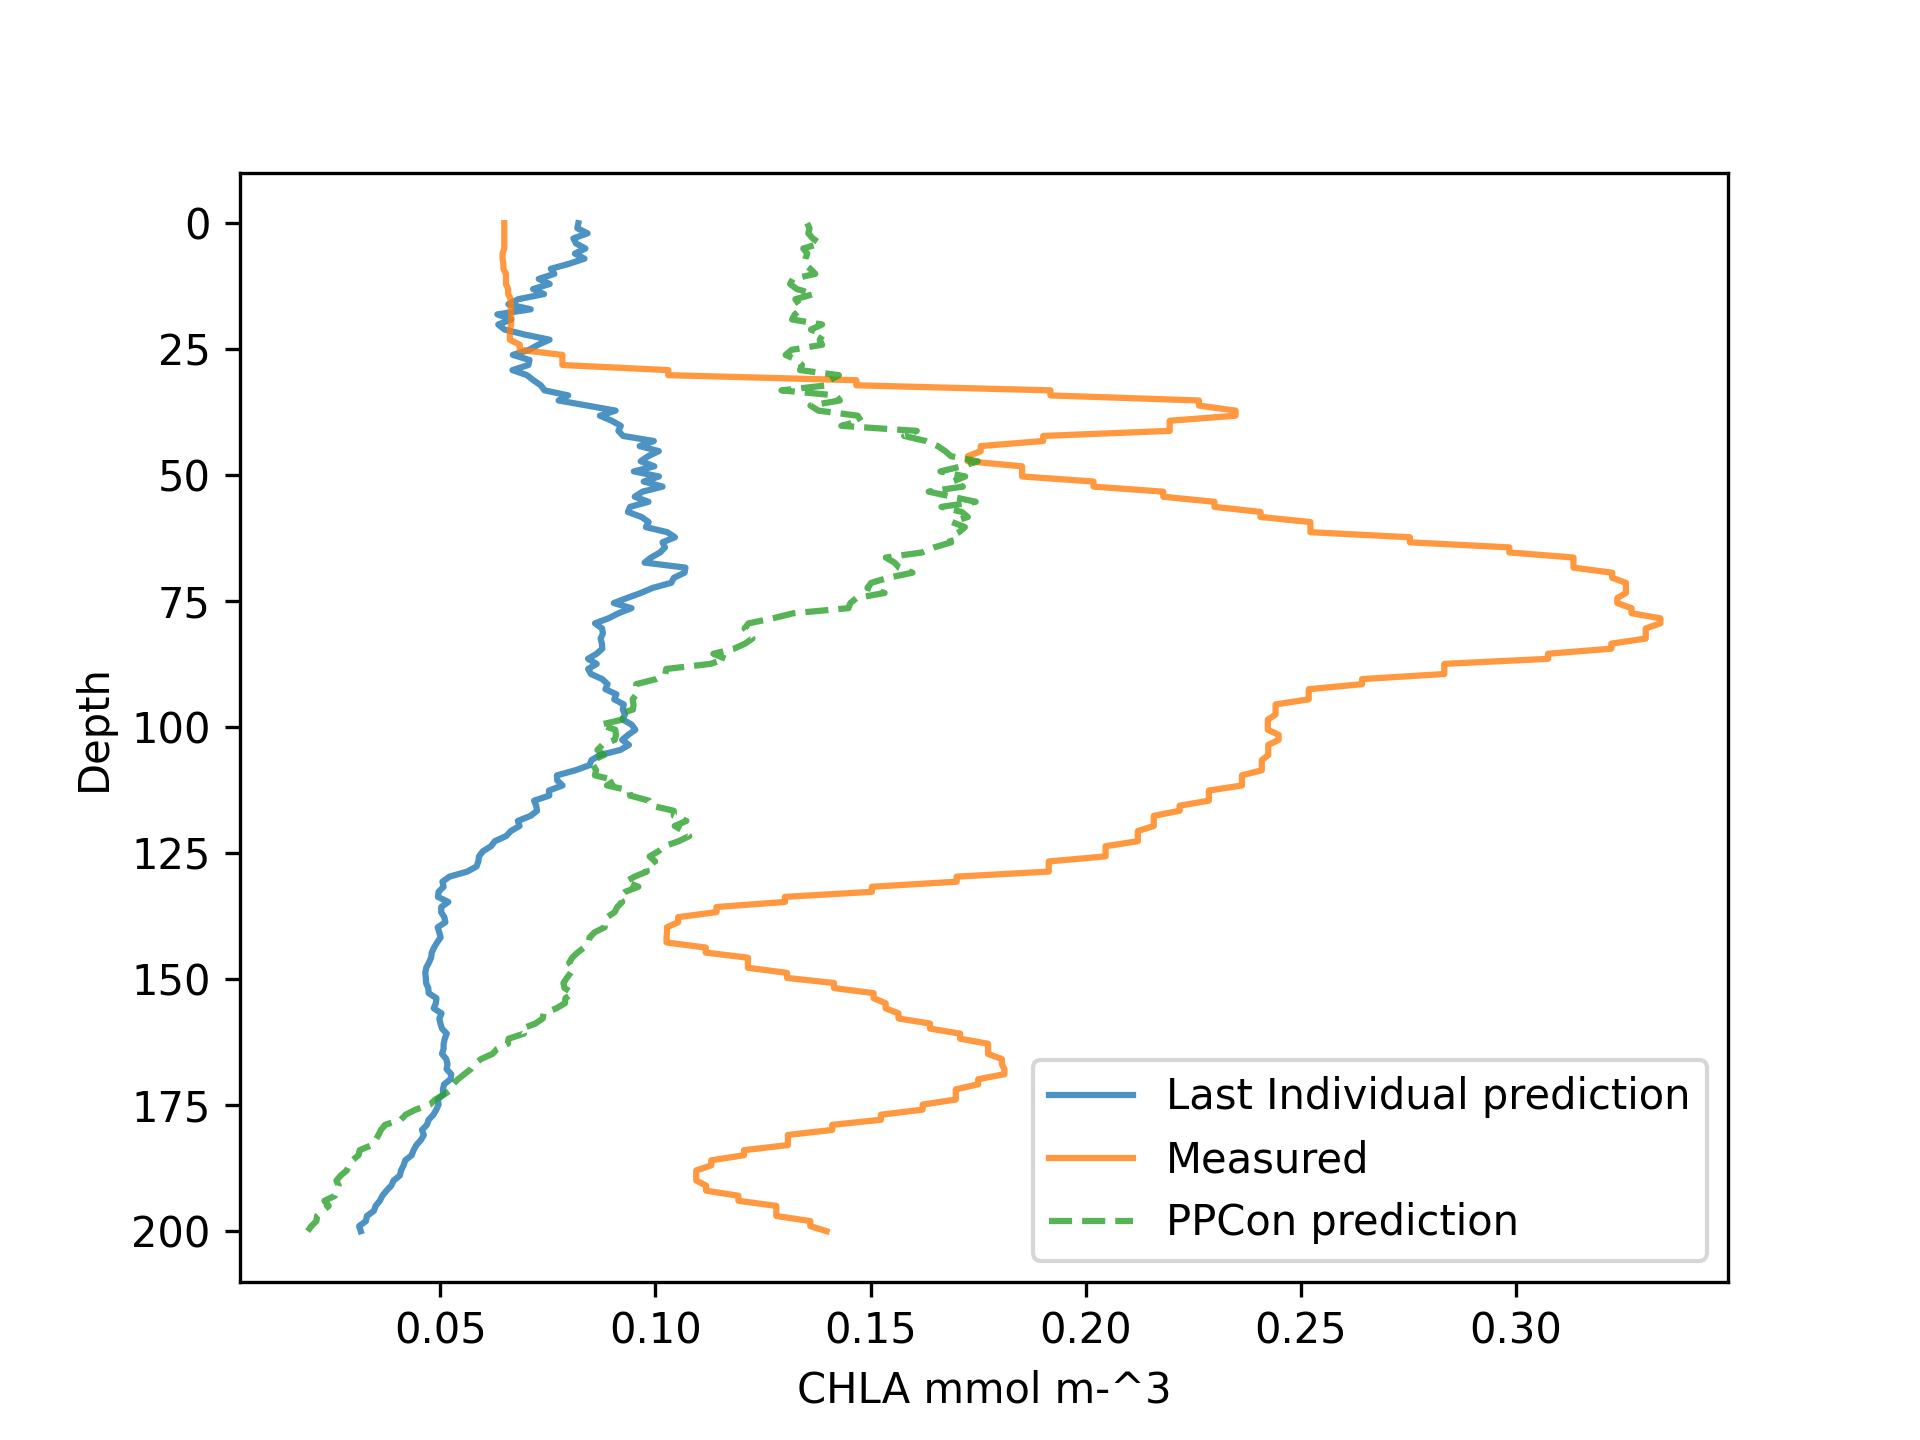 0
25
50
75
100
125
150
175
200
Depth
0.05 0.10 0.15 0.20 0.25 0.30
CHLA mmol m-^3
Last Individual prediction
Measured
PPCon prediction